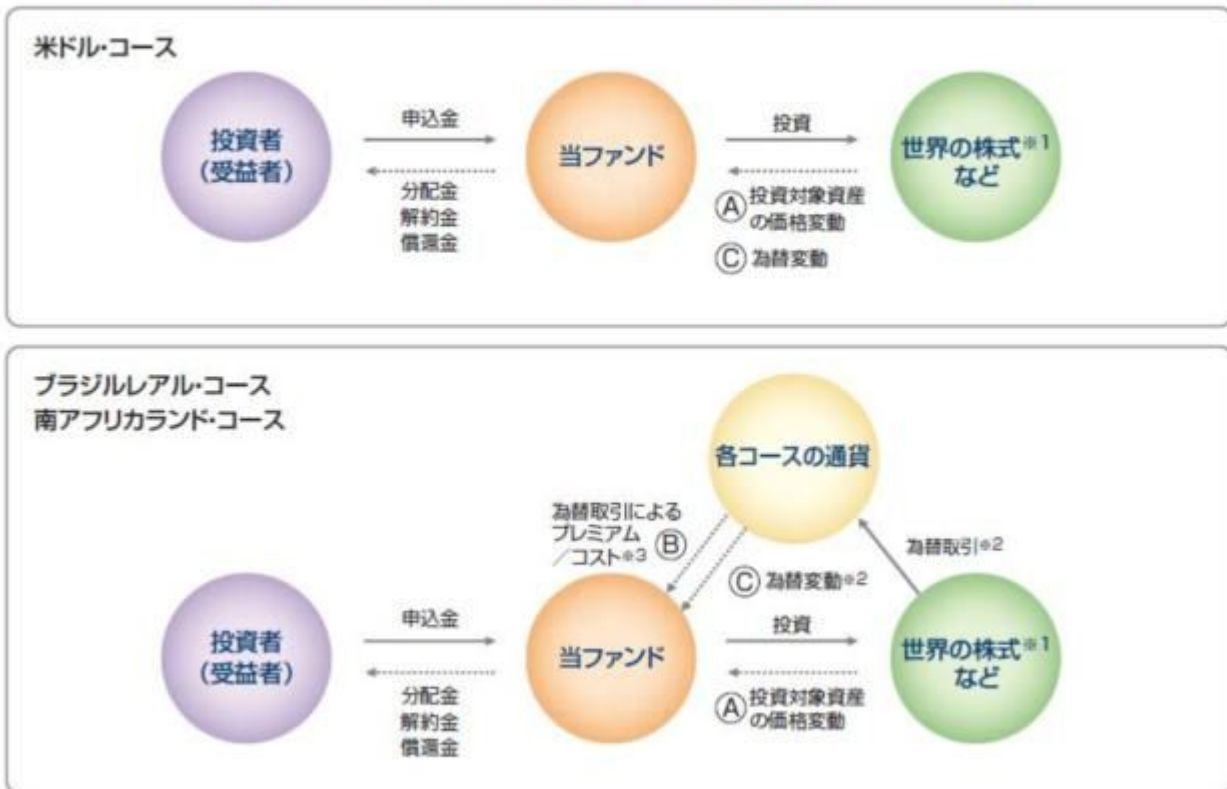 米ドル・コース
投資者
(受益者)
申込金
分配金
解約金
償還金
当ファンド
投資
Ⓐ投資対象資産
の価格変動
Ⓒ 為替変動
世界の株式※1
など
ブラジルレアル・コース
南アフリカランド・コース
各コースの通貨
為替取引による
プレミアム
／コスト※3 Ⓑ
Ⓒ 為替変動※2
為替取引※2
投資者
(受益者)
申込金
分配金
解約金
償還金
当ファンド
投資
Ⓐ投資対象資産
の価格変動
世界の株式※1
など